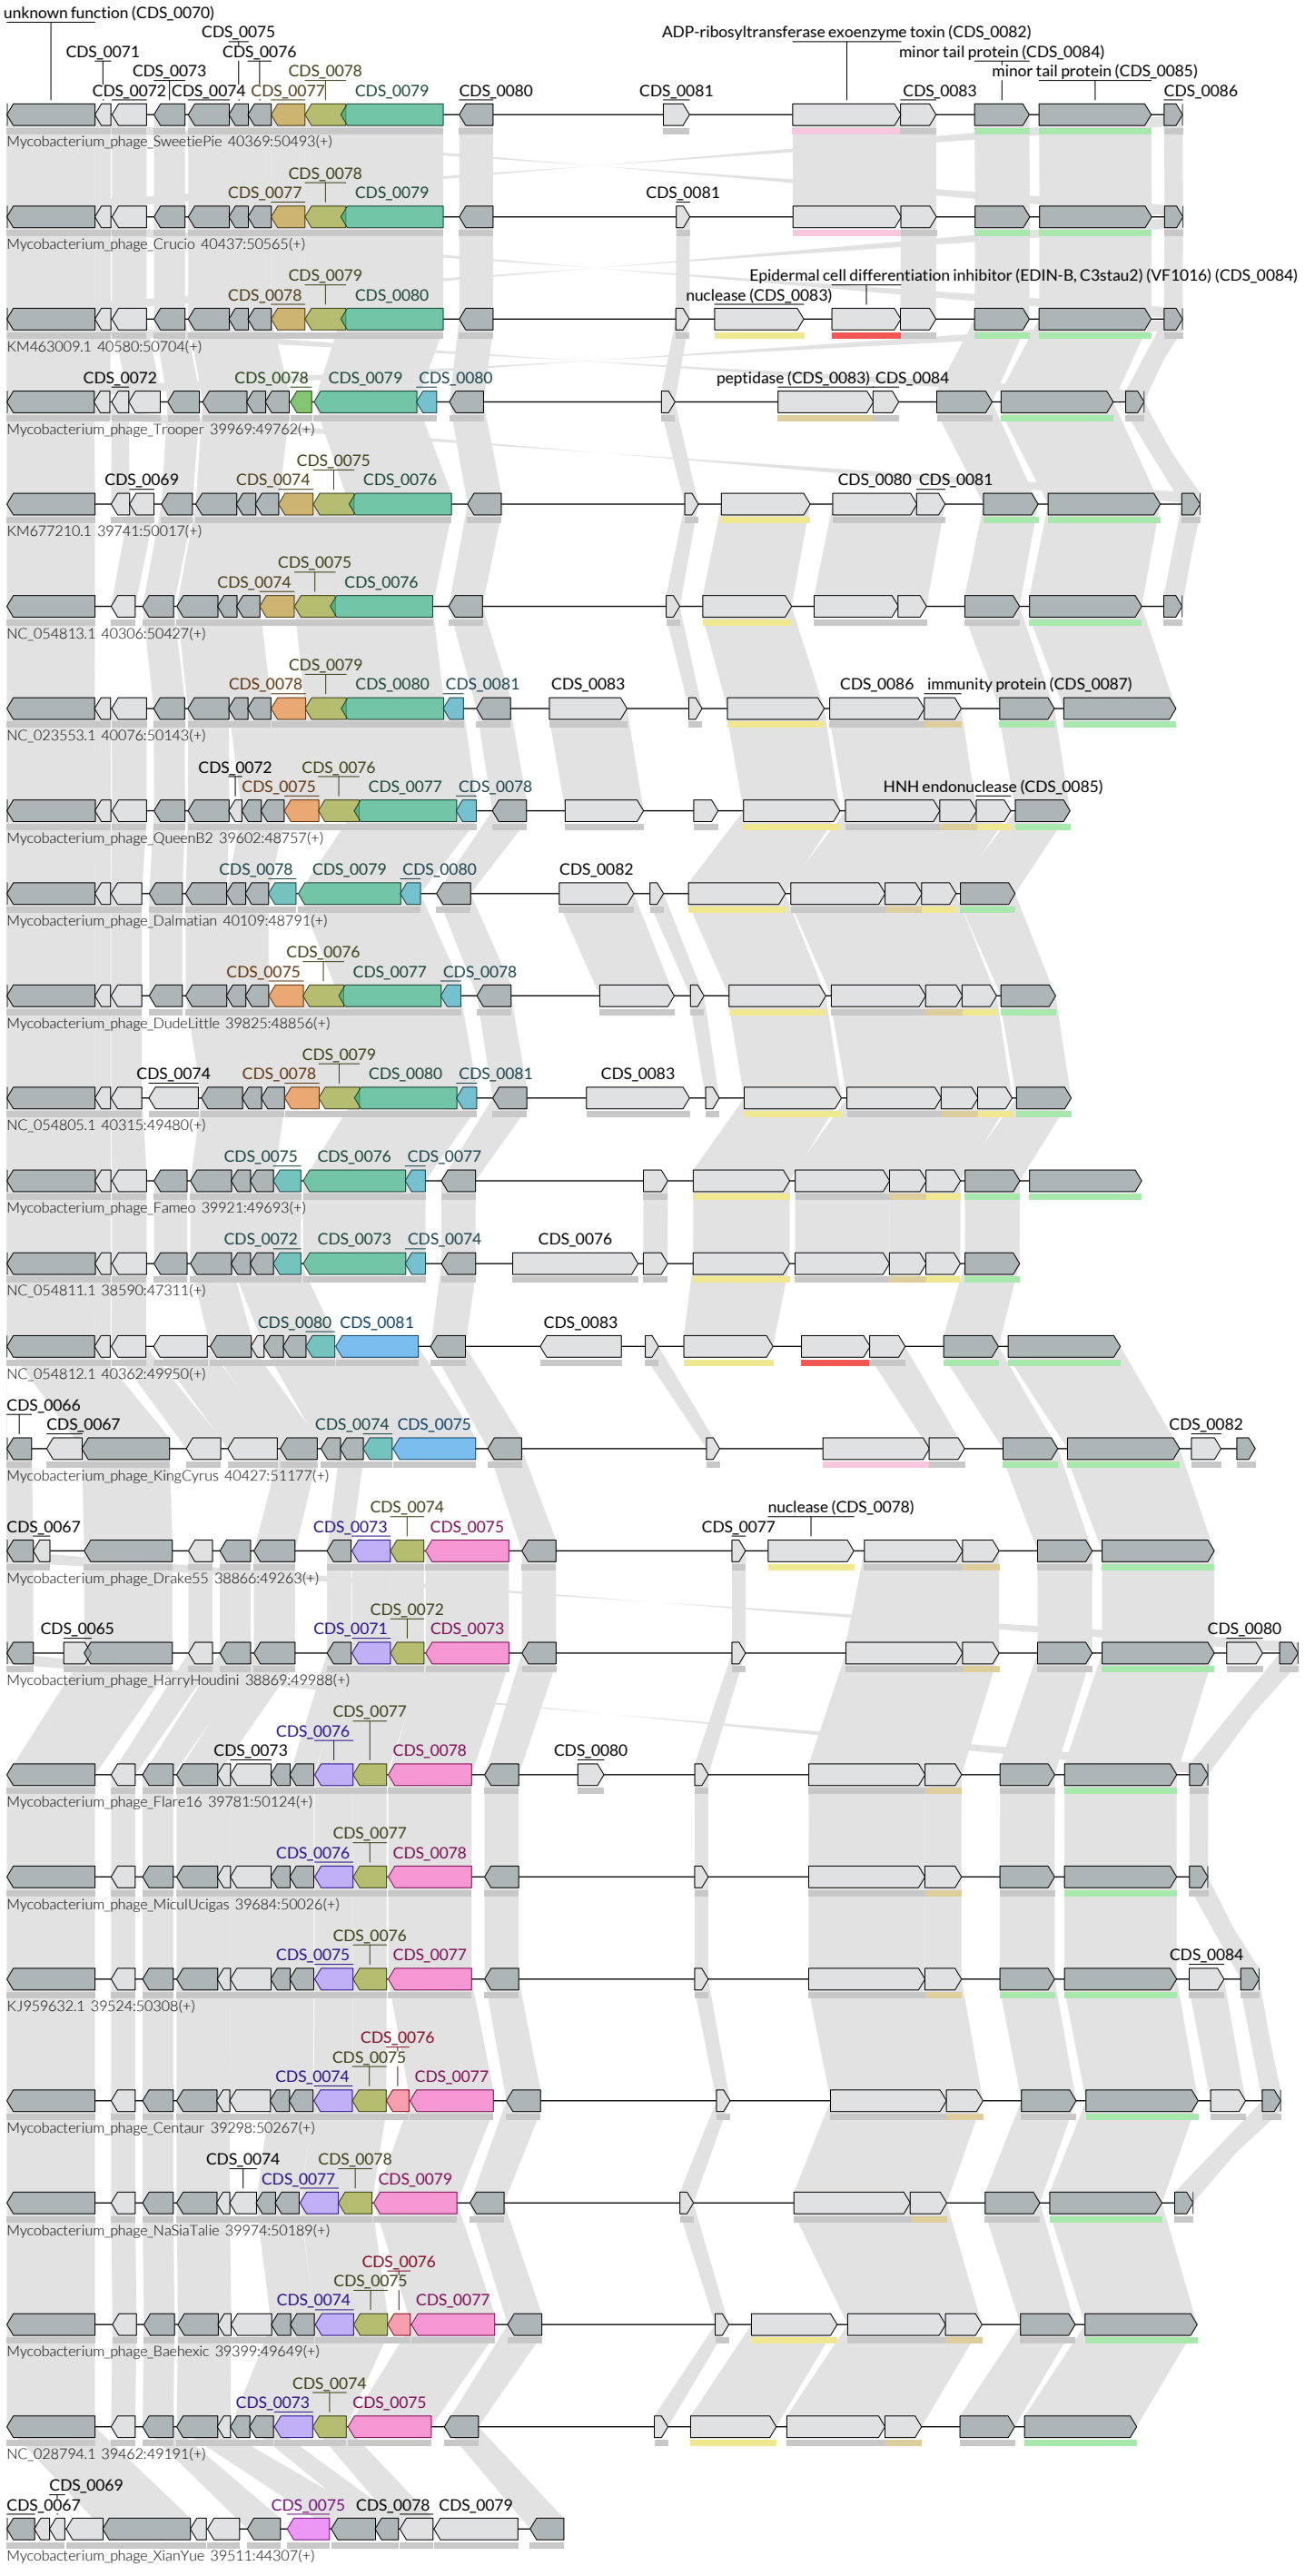 unknown function (CDS_0070)
CDS_0075
ADP-ribosyltransferase exoenzyme toxin (CDS_0082)
CDS_0071 CDS_0076 minor tail protein (CDS_0084)
CDS_0073 CDS_0078 minor tail protein (CDS_0085)
CDS_0072 CDS_0074 CDS_0077 CDS_0079 CDS_0080 CDS_0081 CDS_0083 CDS_0086
Mycobacterium_phage_SweetiePie 40369:50493(+)
CDS_0078
CDS_0077 CDS_0079 CDS_0081
Mycobacterium_phage_Crucio 40437:50565(+)
CDS_0079 Epidermal cell differentiation inhibitor (EDIN-B, C3stau2) (VF1016) (CDS_0084)
CDS_0078 CDS_0080 nuclease (CDS_0083)
KM463009.1 40580:50704(+)
CDS_0072 CDS_0078 CDS_0079 CDS_0080 peptidase (CDS_0083) CDS_0084
Mycobacterium_phage_Trooper 39969:49762(+)
CDS_0075
CDS_0069 CDS_0074 CDS_0076 CDS_0080 CDS_0081
KM677210.1 39741:50017(+)
CDS_0075
CDS_0074 CDS_0076
NC_054813.1 40306:50427(+)
CDS_0079
CDS_0078 CDS_0080 CDS_0081 CDS_0083 CDS_0086 immunity protein (CDS_0087)
NC_023553.1 40076:50143(+)
CDS_0072 CDS_0076
CDS_0075 CDS_0077 CDS_0078 HNH endonuclease (CDS_0085)
Mycobacterium_phage_QueenB2 39602:48757(+)
CDS_0078 CDS_0079 CDS_0080 CDS_0082
Mycobacterium_phage_Dalmatian 40109:48791(+)
CDS_0076
CDS_0075 CDS_0077 CDS_0078
Mycobacterium_phage_DudeLittle 39825:48856(+)
CDS_0079
CDS_0074 CDS_0078 CDS_0080 CDS_0081 CDS_0083
NC_054805.1 40315:49480(+)
CDS_0075 CDS_0076 CDS_0077
Mycobacterium_phage_Fameo 39921:49693(+)
CDS_0072 CDS_0073 CDS_0074 CDS_0076
NC_054811.1 38590:47311(+)
CDS_0080 CDS_0081 CDS_0083
NC_054812.1 40362:49950(+)
CDS_0066
CDS_0067 CDS_0074 CDS_0075 CDS_0082
Mycobacterium_phage_KingCyrus 40427:51177(+)
CDS_0074 nuclease (CDS_0078)
CDS_0067 CDS_0073 CDS_0075 CDS_0077
Mycobacterium_phage_Drake55 38866:49263(+)
CDS_0072
CDS_0065 CDS_0071 CDS_0073 CDS_0080
Mycobacterium_phage_HarryHoudini 38869:49988(+)
CDS_0077
CDS_0076
CDS_0073 CDS_0078 CDS_0080
Mycobacterium_phage_Flare16 39781:50124(+)
CDS_0077
CDS_0076 CDS_0078
Mycobacterium_phage_MiculUcigas 39684:50026(+)
CDS_0076
CDS_0075 CDS_0077 CDS_0084
KJ959632.1 39524:50308(+)
CDS_0076
CDS_0075
CDS_0074 CDS_0077
Mycobacterium_phage_Centaur 39298:50267(+)
CDS_0074 CDS_0078
CDS_0077 CDS_0079
Mycobacterium_phage_NaSiaTalie 39974:50189(+)
CDS_0076
CDS_0075
CDS_0074 CDS_0077
Mycobacterium_phage_Baehexic 39399:49649(+)
CDS_0074
CDS_0073 CDS_0075
NC_028794.1 39462:49191(+)
CDS_0069
CDS_0067 CDS_0075 CDS_0078 CDS_0079
Mycobacterium_phage_XianYue 39511:44307(+)